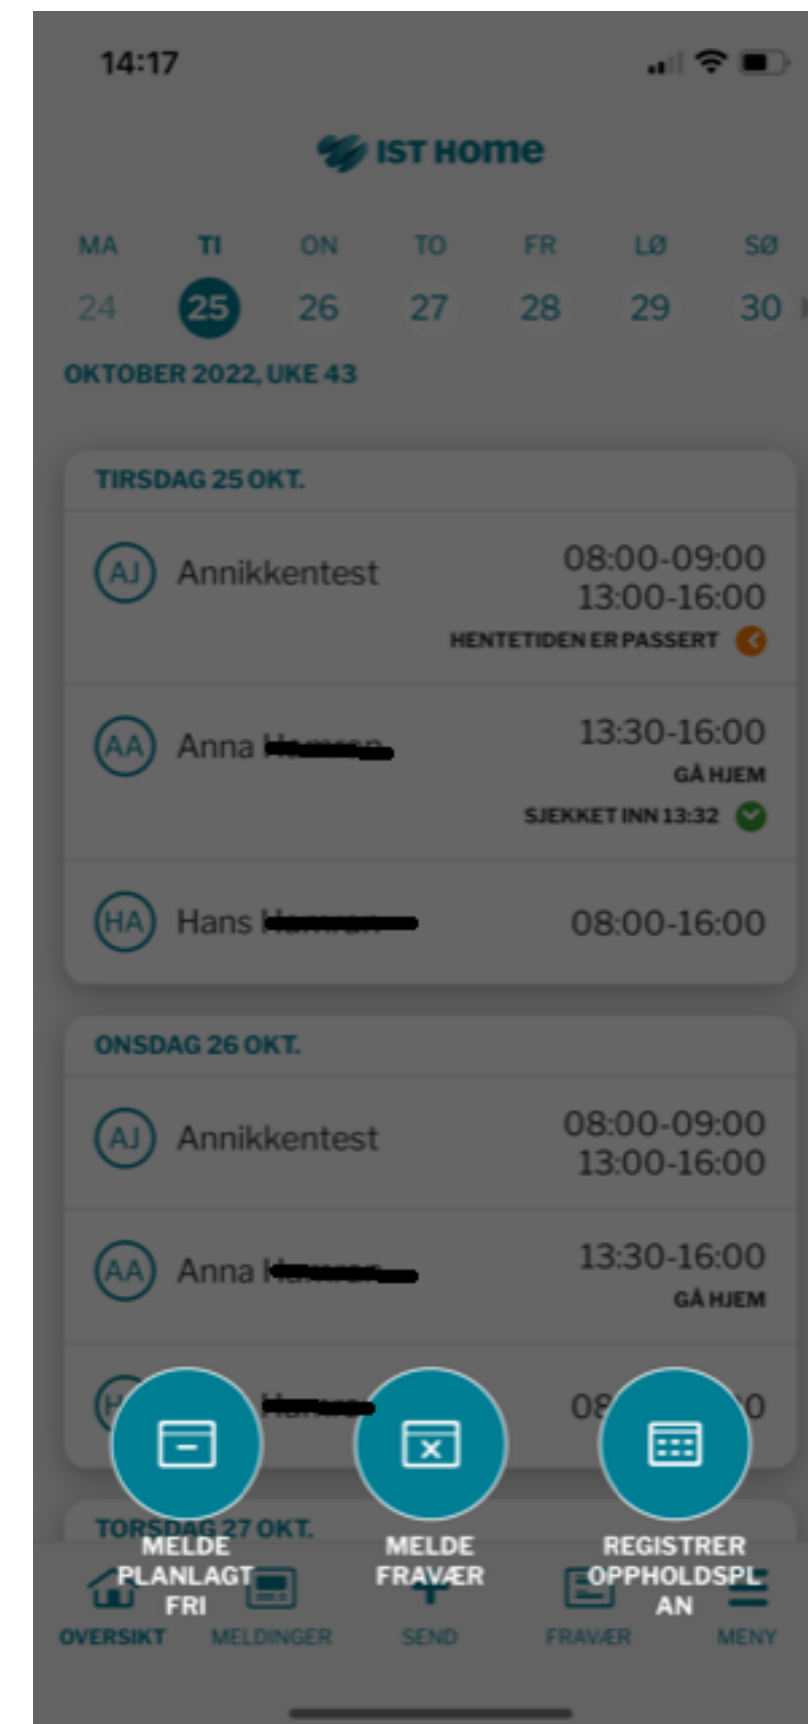 14:17
IST Home
MA TI ON TO FR LØ SØ
24 25 26 27 28 29 30
OKTOBER 2022, UKE 43
TIRSDAG 25 OKT.
AJ Annikkentest 08:00-09:00
13:00-16:00
HENTETIDEN ER PASSERT
AA Anna 13:30-16:00
GÅ HJEM
SJEKKET INN 13:32
HA Hans 08:00-16:00
ONSDAG 26 OKT.
AJ Annikkentest 08:00-09:00
13:00-16:00
AA Anna 13:30-16:00
GÅ HJEM
TORSDAG 27 OKT.
MELDE
PLANLAGT
FRI
MELDE
FRAVÆR
REGISTRER
OPPHOLDSPL
AN
OVERSIKT MELDINGER SEND FRAVÆR MENY